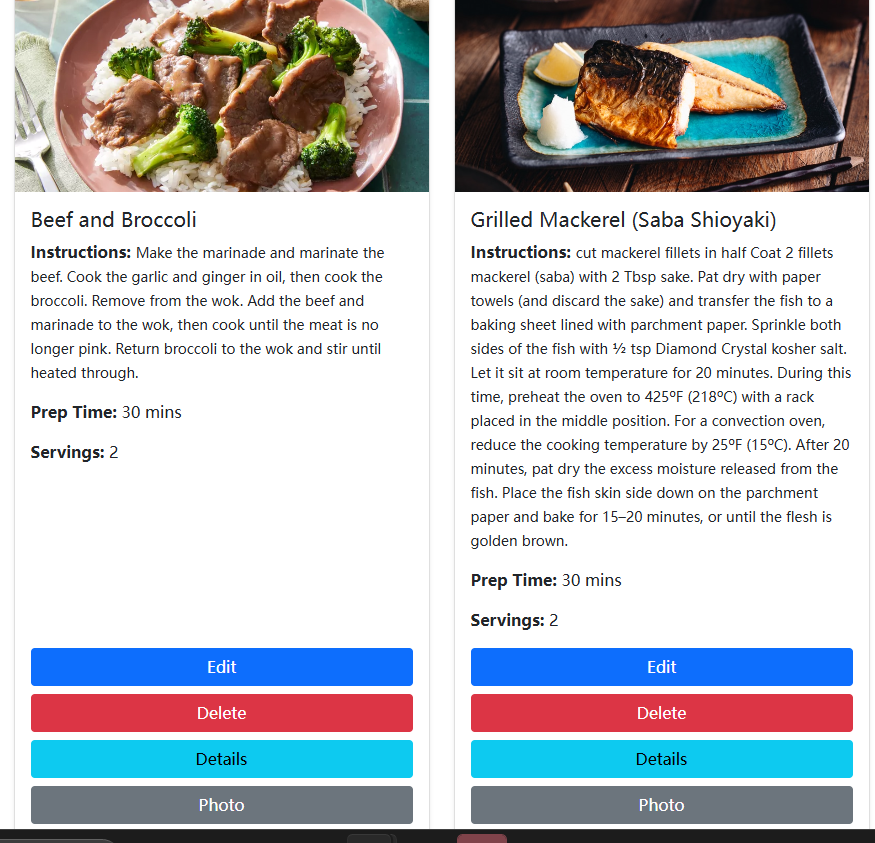 Beef and Broccoli
Instructions: Make the marinade and marinate the
beef. Cook the garlic and ginger in oil, then cook the
broccoli. Remove from the wok. Add the beef and
marinade to the wok, then cook until the meat is no
longer pink. Return broccoli to the wok and stir until
heated through.
Prep Time: 30 mins
Servings: 2
Edit
Delete
Details
Photo
Grilled Mackerel (Saba Shioyaki)
Instructions: cut mackerel fillets in half Coat 2 fillets
mackerel (saba) with 2 Tbsp sake. Pat dry with paper
towels (and discard the sake) and transfer the fish to a
baking sheet lined with parchment paper. Sprinkle both
sides of the fish with ½ tsp Diamond Crystal kosher salt.
Let it sit at room temperature for 20 minutes. During this
time, preheat the oven to 425ºF (218ºC) with a rack
placed in the middle position. For a convection oven,
reduce the cooking temperature by 25ºF (15ºC). After 20
minutes, pat dry the excess moisture released from the
fish. Place the fish skin side down on the parchment
paper and bake for 15–20 minutes, or until the flesh is
golden brown.
Prep Time: 30 mins
Servings: 2
Edit
Delete
Details
Photo